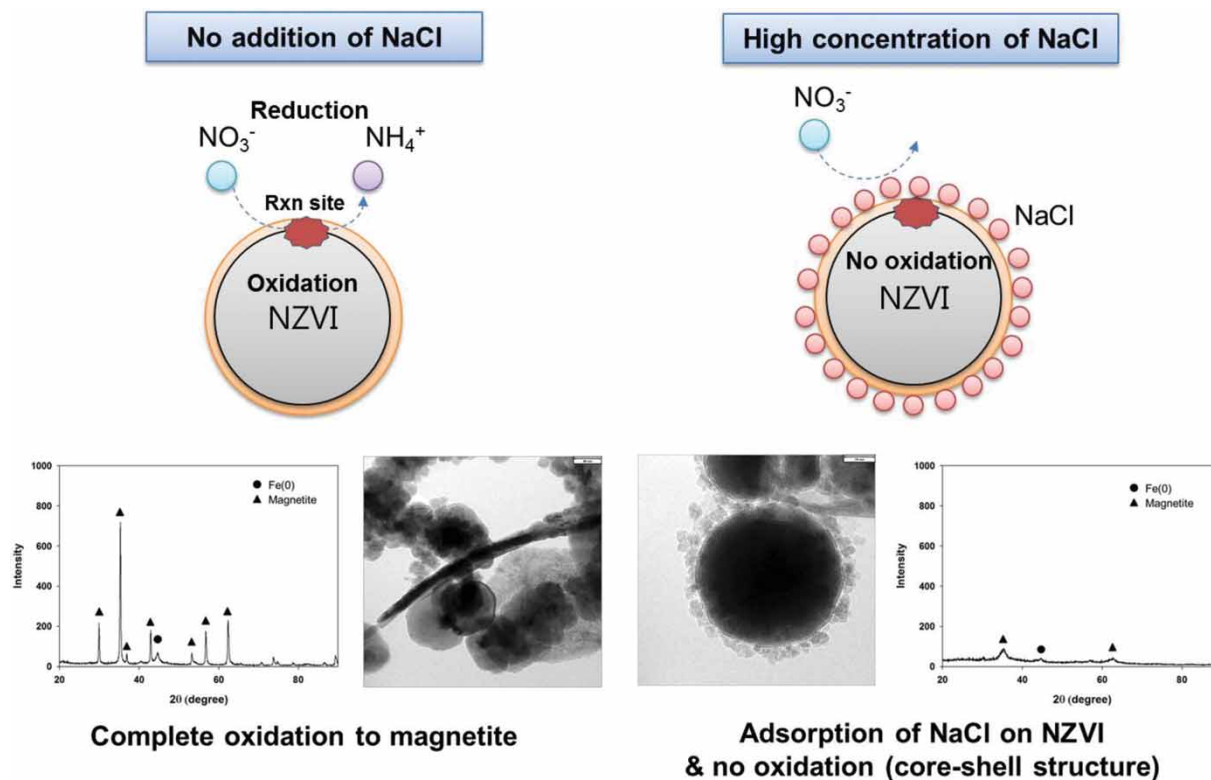 No addition of NaCl
High concentration of NaCl
Reduction
NO₃⁻
NH₄⁺
Rxn site
Oxidation
NZVI
NO₃⁻
NaCl
No oxidation
NZVI
1000
800
600
400
200
0
Intensity
● Fe(0)
▲ Magnetite
20
40
60
80
2θ (degree)
1000
800
600
400
200
0
Intensity
● Fe(0)
▲ Magnetite
20
40
60
80
2θ (degree)
Complete oxidation to magnetite
Adsorption of NaCl on NZVI
& no oxidation (core-shell structure)